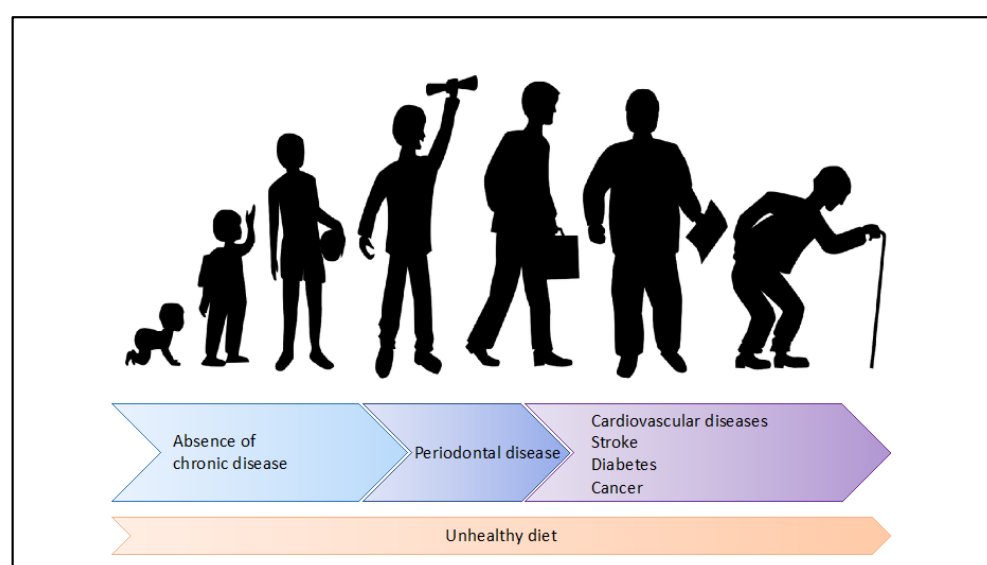 Absence of
chronic disease
Periodontal disease
Cardiovascular diseases
Stroke
Diabetes
Cancer
Unhealthy diet